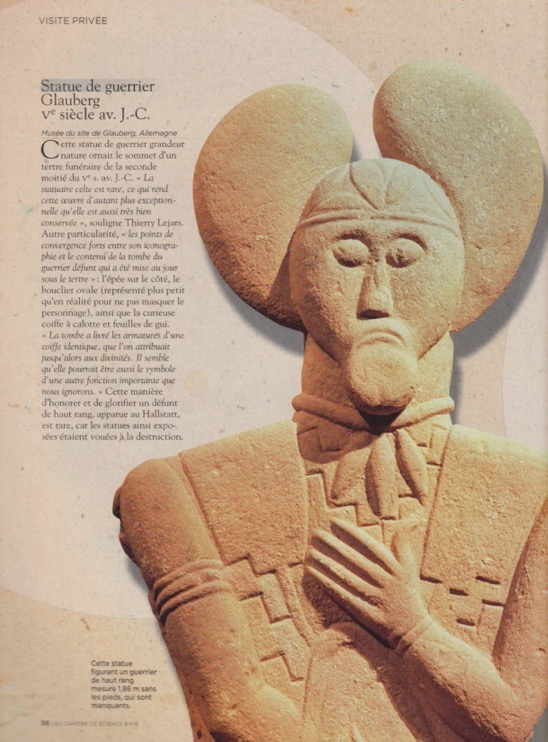 VISITE PRIVÉE
Statue de guerrier
Glauberg
Vᵉ siècle av. J.-C.
Musée du site de Glauberg, Allemagne
Cette statue de guerrier grandeur
nature ornait le sommet d'un
tertre funéraire de la seconde
moitié du Vᵉ s. av. J.-C. « La
statuaire celte est rare, ce qui rend
cette œuvre d'autant plus exception-
nelle qu'elle est aussi très bien
conservée », souligne Thierry Lejars.
Autre particularité, « les points de
convergence forts entre son iconogra-
phie et le contenu de la tombe du
guerrier défunt qui a été mise au jour
sous le tertre » : l'épée sur le côté, le
bouclier ovale (représenté plus petit
qu'en réalité pour ne pas masquer le
personnage), ainsi que la curieuse
coiffe à calotte et feuilles de gui.
« La tombe a livré les armatures d'une
coiffe identique, que l'on attribuait
jusqu'alors aux divinités. Il semble
qu'elle pourrait être aussi le symbole
d'une autre fonction importante que
nous ignorons. » Cette manière
d'honorer et de glorifier un défunt
de haut rang, apparue au Hallstatt,
est rare, car les statues ainsi expo-
sées étaient vouées à la destruction.
Cette statue
figurant un guerrier
de haut rang
mesure 1,86 m sans
les pieds, qui sont
manquants.
58 LES CAHIERS DE SCIENCE & VIE